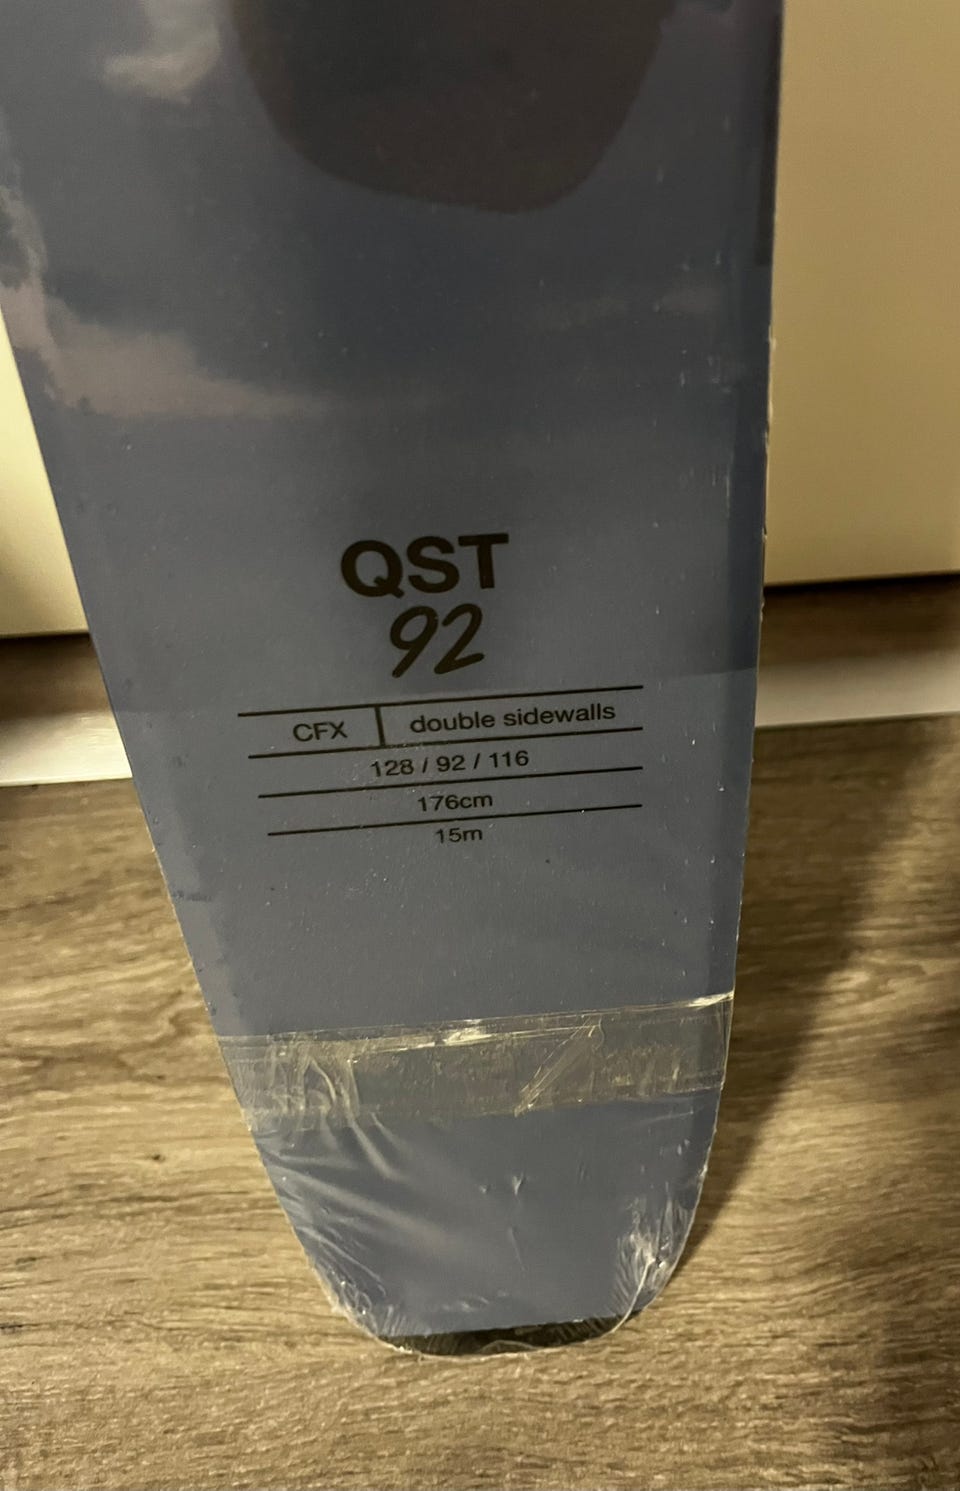 QST
92
CFX double sidewalls
128 / 92 / 116
176cm
15m